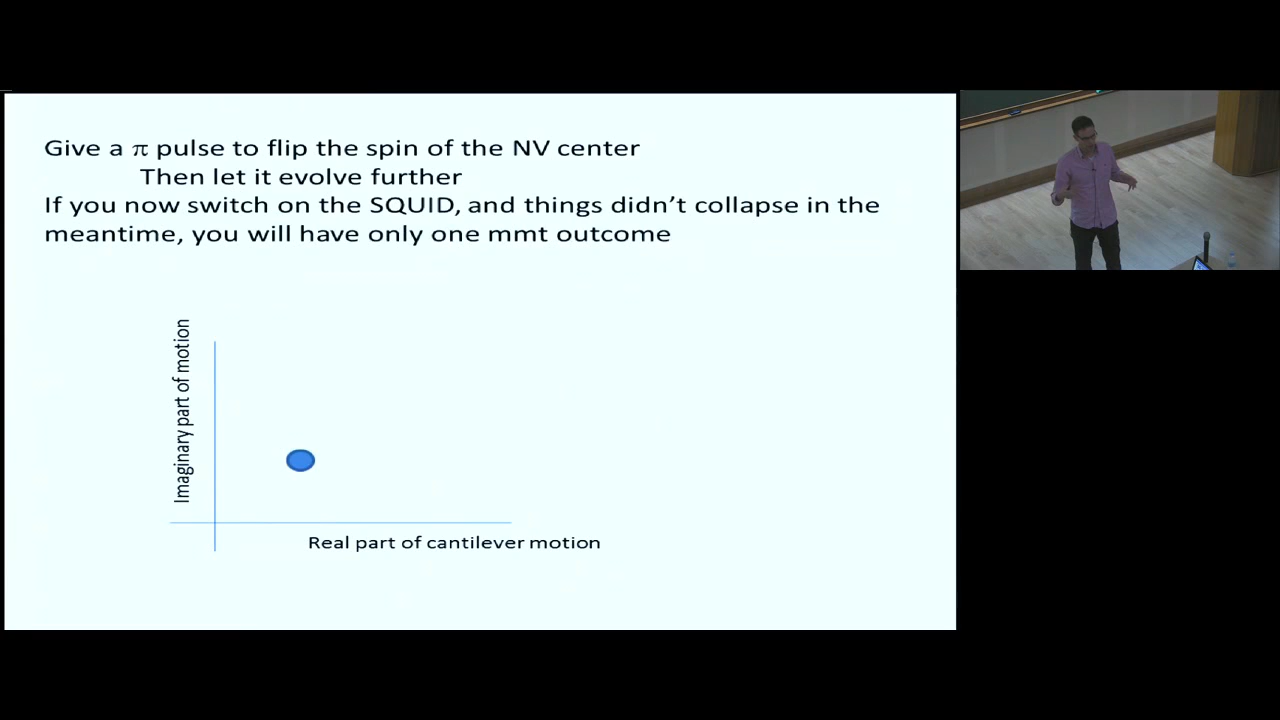 Give a π pulse to flip the spin of the NV center
Then let it evolve further
If you now switch on the SQUID, and things didn’t collapse in the
meantime, you will have only one mmt outcome
Imaginary part of motion
Real part of cantilever motion